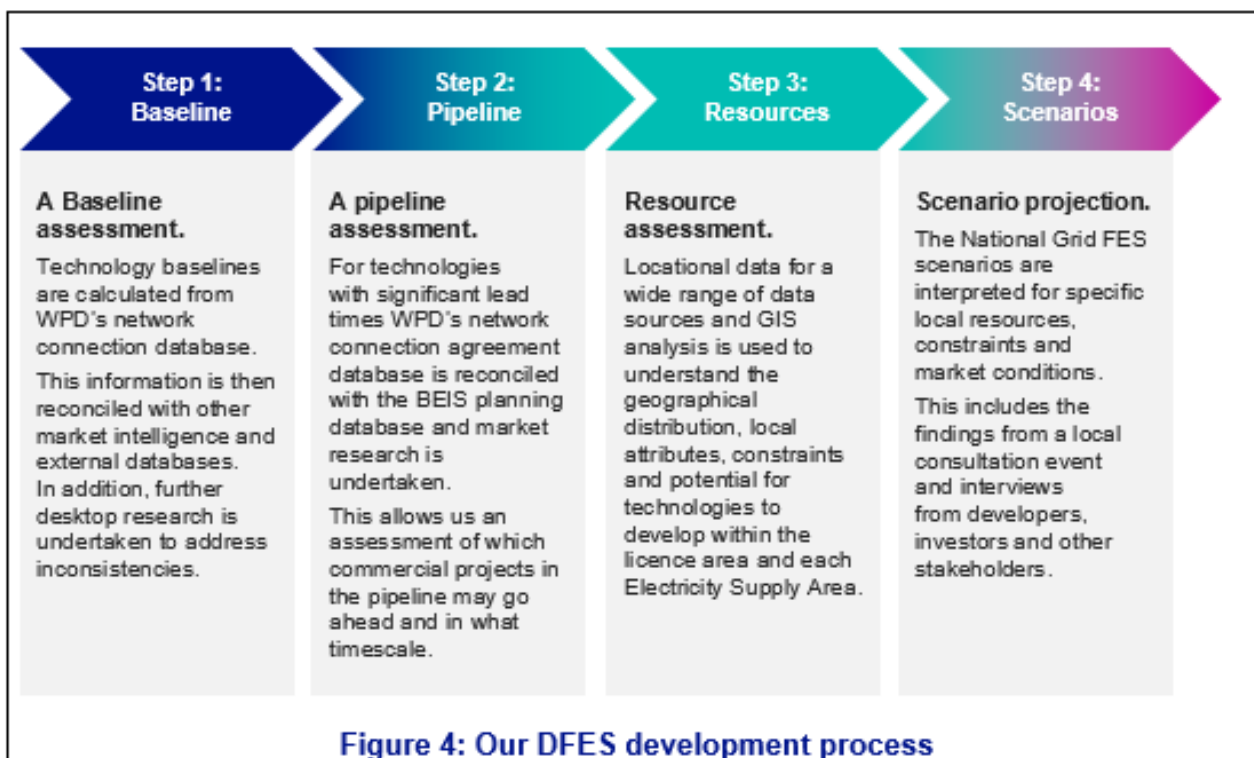 Step 1:
Baseline
Step 2:
Pipeline
Step 3:
Resources
Step 4:
Scenarios
A Baseline
assessment.
Technology baselines
are calculated from
WPD's network
connection database.
This information is then
reconciled with other
market intelligence and
external databases.
In addition, further
desktop research is
undertaken to address
inconsistencies.
A pipeline
assessment.
For technologies
with significant lead
times WPD's network
connection agreement
database is reconciled
with the BEIS planning
database and market
research is
undertaken.
This allows us an
assessment of which
commercial projects in
the pipeline may go
ahead and in what
timescale.
Resource
assessment.
Locational data for a
wide range of data
sources and GIS
analysis is used to
understand the
geographical
distribution, local
attributes, constraints
and potential for
technologies to
develop within the
licence area and each
Electricity Supply Area.
Scenario projection.
The National Grid FES
scenarios are
interpreted for specific
local resources,
constraints and
market conditions.
This includes the
findings from a local
consultation event
and interviews
from developers,
investors and other
stakeholders.
Figure 4: Our DFES development process